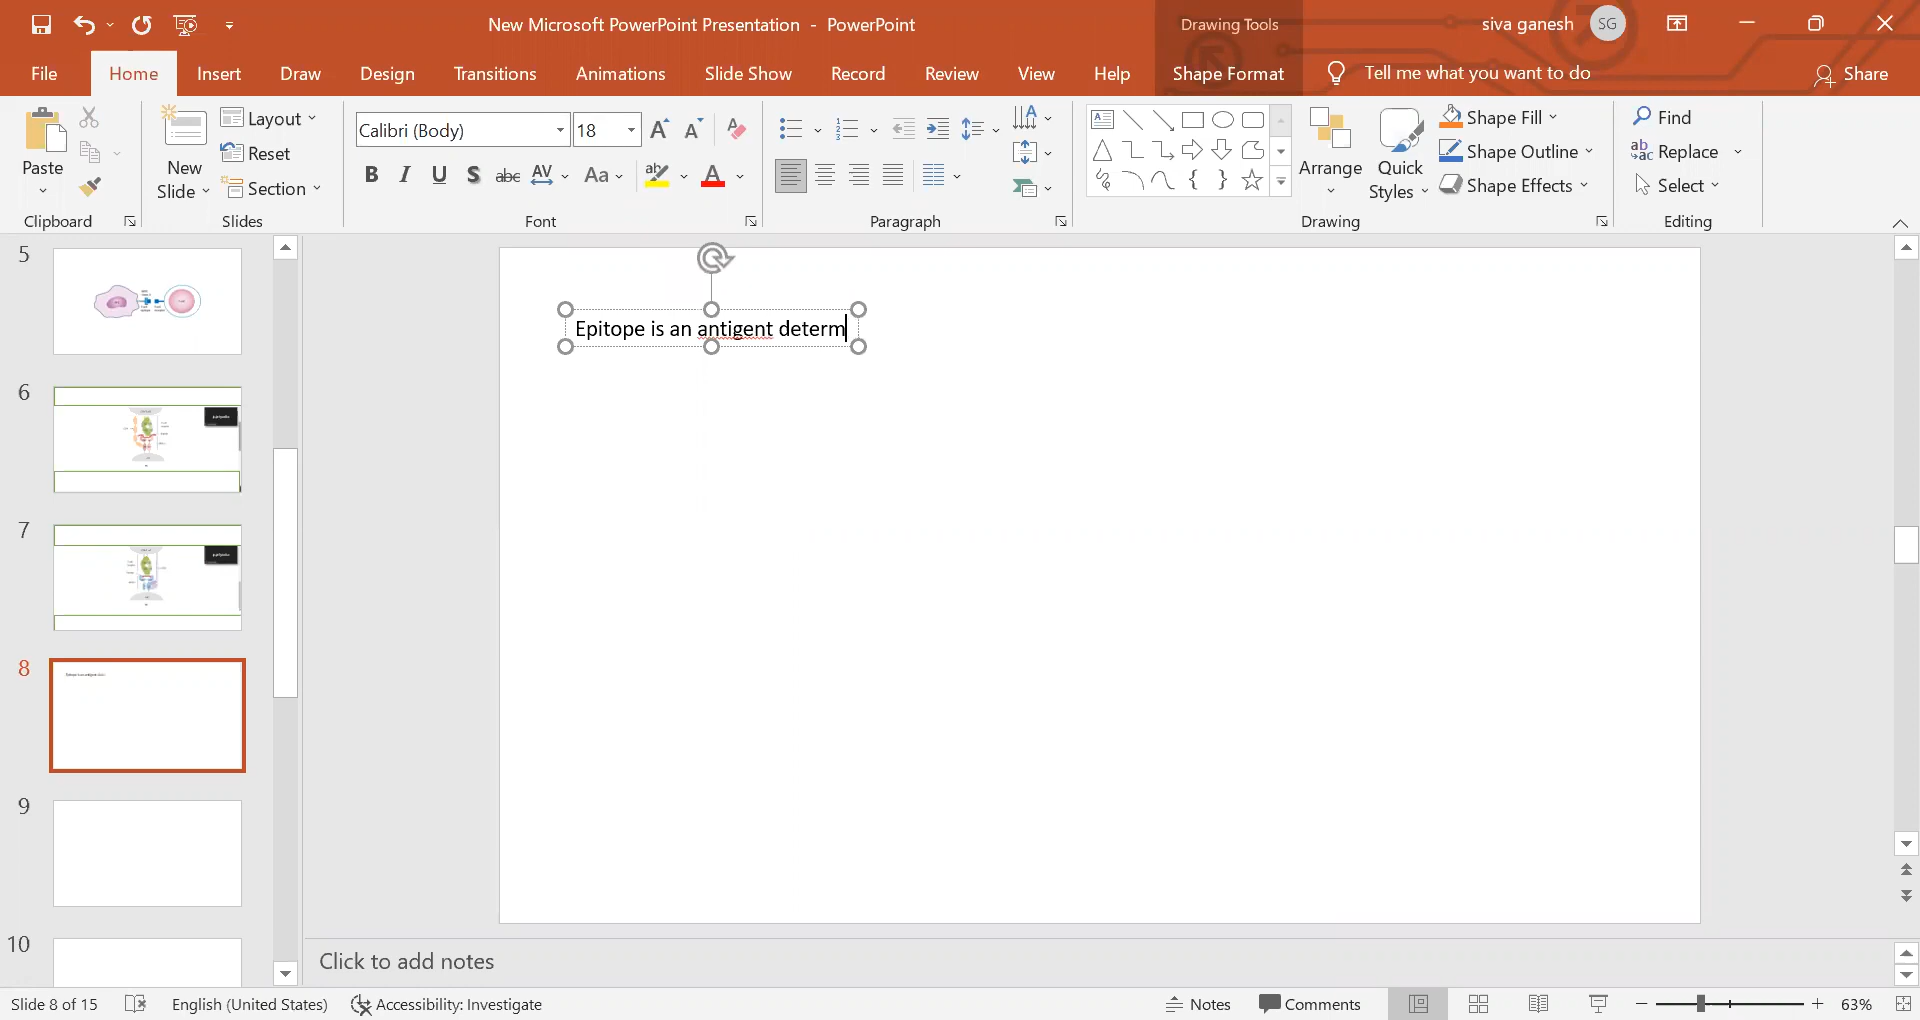 New Microsoft PowerPoint Presentation - PowerPoint
Drawing Tools
siva ganesh SG
File Home Insert Draw Design Transitions Animations Slide Show Record Review View Help Shape Format Tell me what you want to do Share
Paste
Clipboard
New Slide
Layout
Reset
Section
Slides
Calibri (Body) 18
B I U S abc AV Aa A
Font
Paragraph
Arrange
Quick Styles
Shape Fill
Shape Outline
Shape Effects
Drawing
Find
Replace
Select
Editing
5
6
7
8
9
10
Epitope is an antigent determ
Click to add notes
Slide 8 of 15 English (United States) Accessibility: Investigate Notes Comments 63%